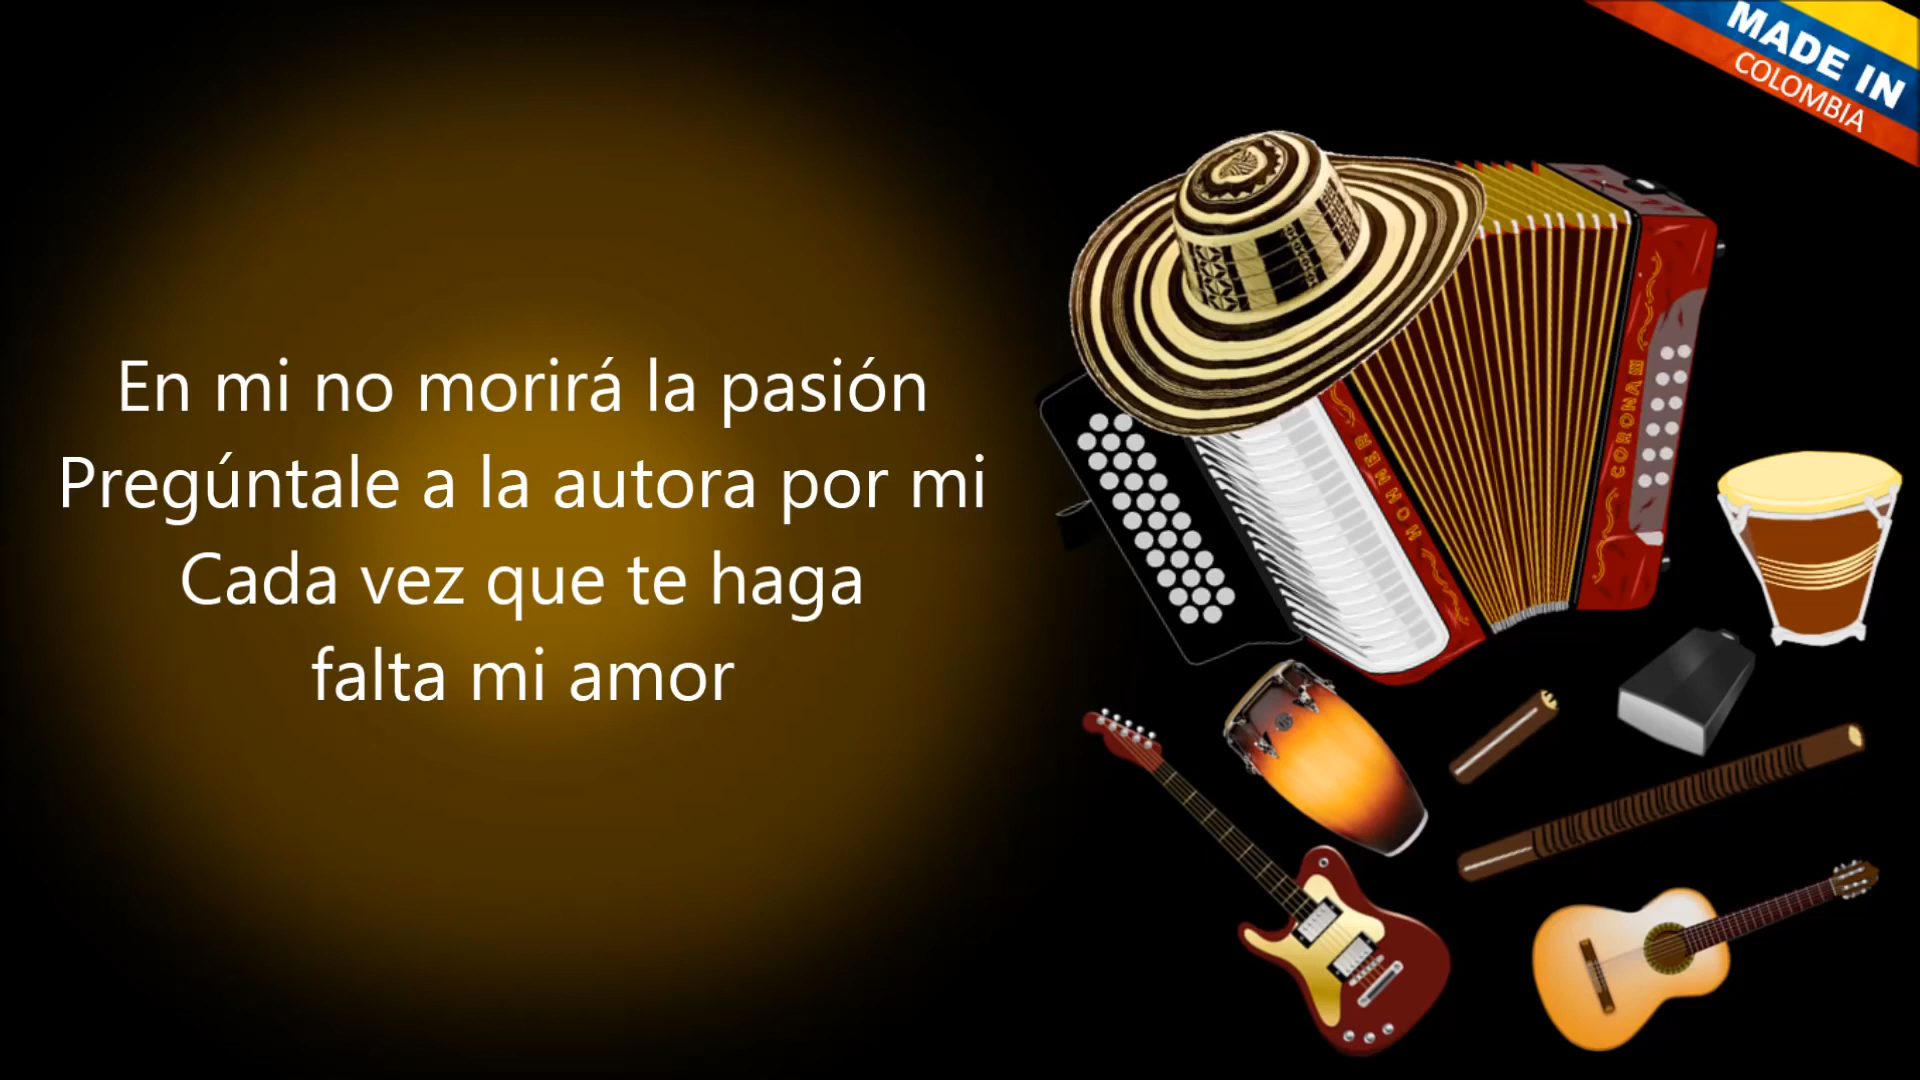 MADE IN
COLOMBIA
En mi no morirá la pasión
Pregúntale a la autora por mi
Cada vez que te haga
falta mi amor
HOHNER
CORONA III